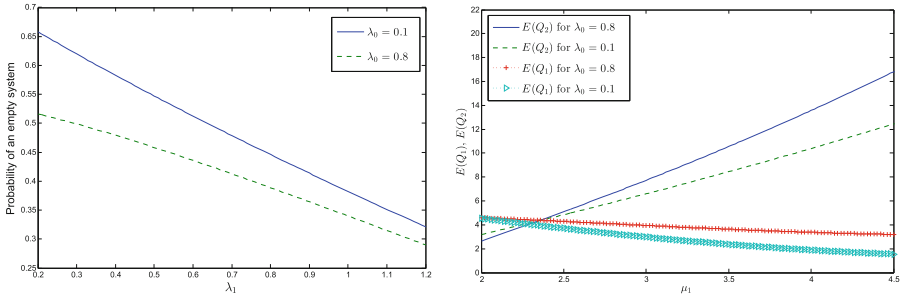 0.7
0.65
0.6
0.55
0.5
0.45
0.4
0.35
0.3
0.25
Probability of an empty system
λ₀ = 0.1
λ₀ = 0.8
0.2 0.3 0.4 0.5 0.6 0.7 0.8 0.9 1 1.1 1.2
λ₁
22
20
18
16
14
12
10
8
6
4
2
0
E(Q₁), E(Q₂)
E(Q₂) for λ₀ = 0.8
E(Q₂) for λ₀ = 0.1
E(Q₁) for λ₀ = 0.8
E(Q₁) for λ₀ = 0.1
2 2.5 3 3.5 4 4.5
μ₁